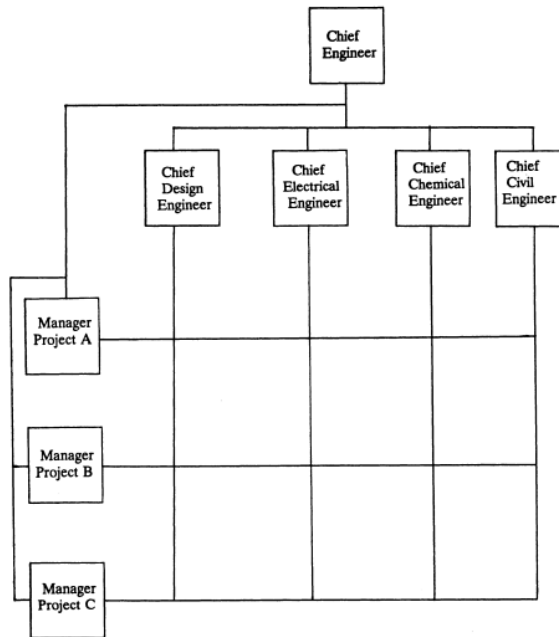 Chief
Engineer
Chief
Design
Engineer
Chief
Electrical
Engineer
Chief
Chemical
Engineer
Chief
Civil
Engineer
Manager
Project A
Manager
Project B
Manager
Project C